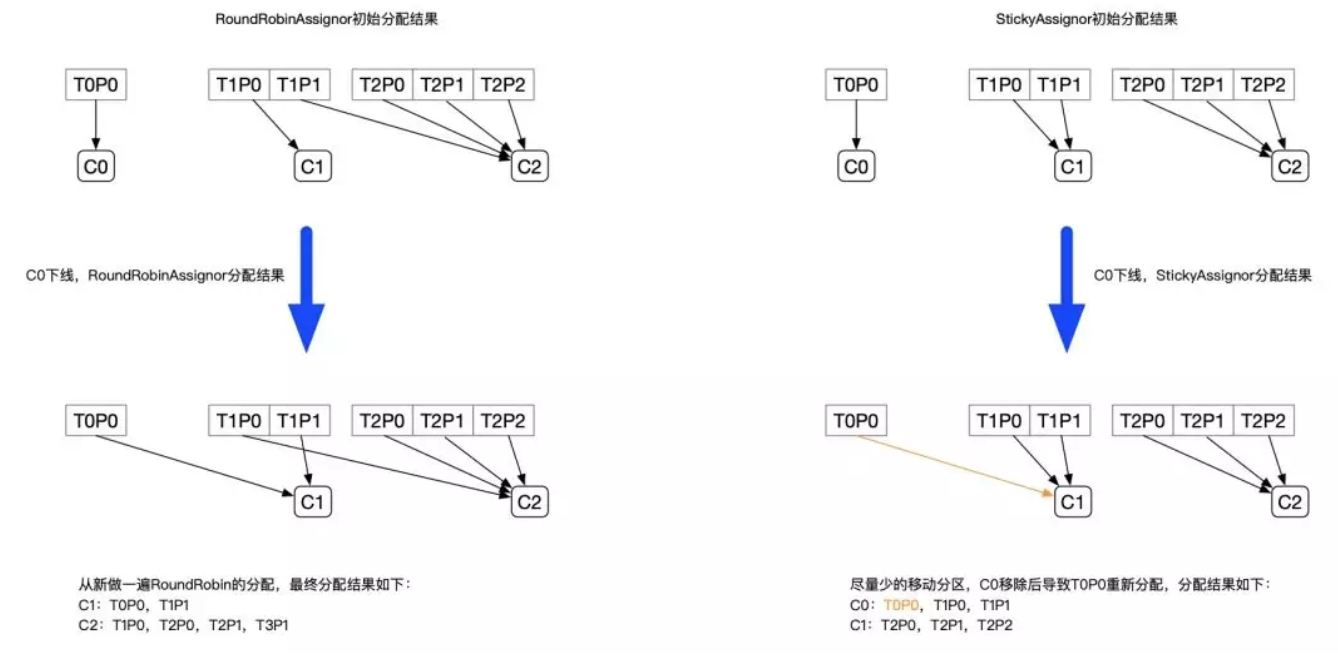 RoundRobinAssignor初始分配结果
T0P0 T1P0 T1P1 T2P0 T2P1 T2P2
C0 C1 C2
C0下线，RoundRobinAssignor分配结果
T0P0 T1P0 T1P1 T2P0 T2P1 T2P2
C1 C2
从新做一遍RoundRobin的分配，最终分配结果如下：
C1：T0P0，T1P1
C2：T1P0，T2P0，T2P1，T3P1
StickyAssignor初始分配结果
T0P0 T1P0 T1P1 T2P0 T2P1 T2P2
C0 C1 C2
C0下线，StickyAssignor分配结果
T0P0 T1P0 T1P1 T2P0 T2P1 T2P2
C1 C2
尽量少的移动分区，C0移除后导致T0P0重新分配，分配结果如下：
C0：T0P0，T1P0，T1P1
C1：T2P0，T2P1，T2P2